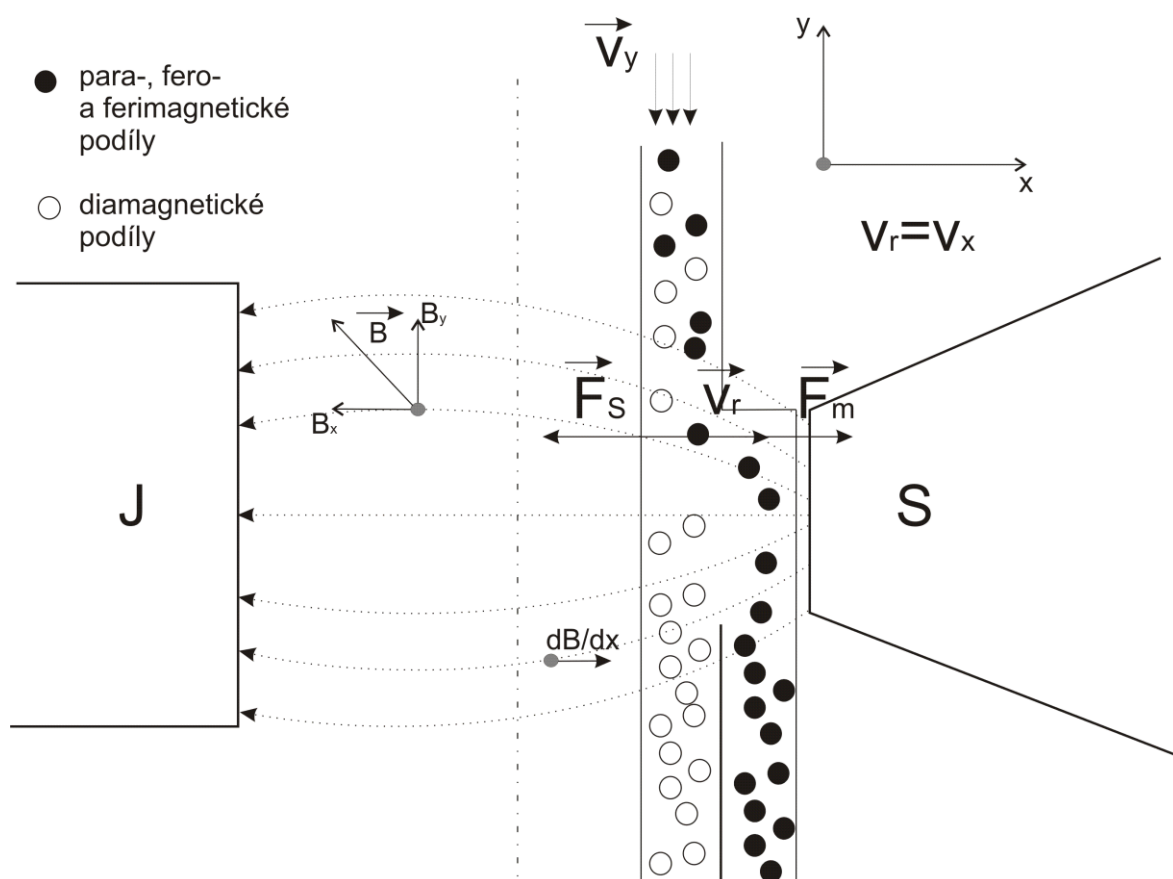 para-, fero-
a ferimagnetické
podíly
diamagnetické
podíly
v_y
y
x
v_r=v_x
B
B_y
B_x
F_S
v_r
F_m
J
S
dB/dx